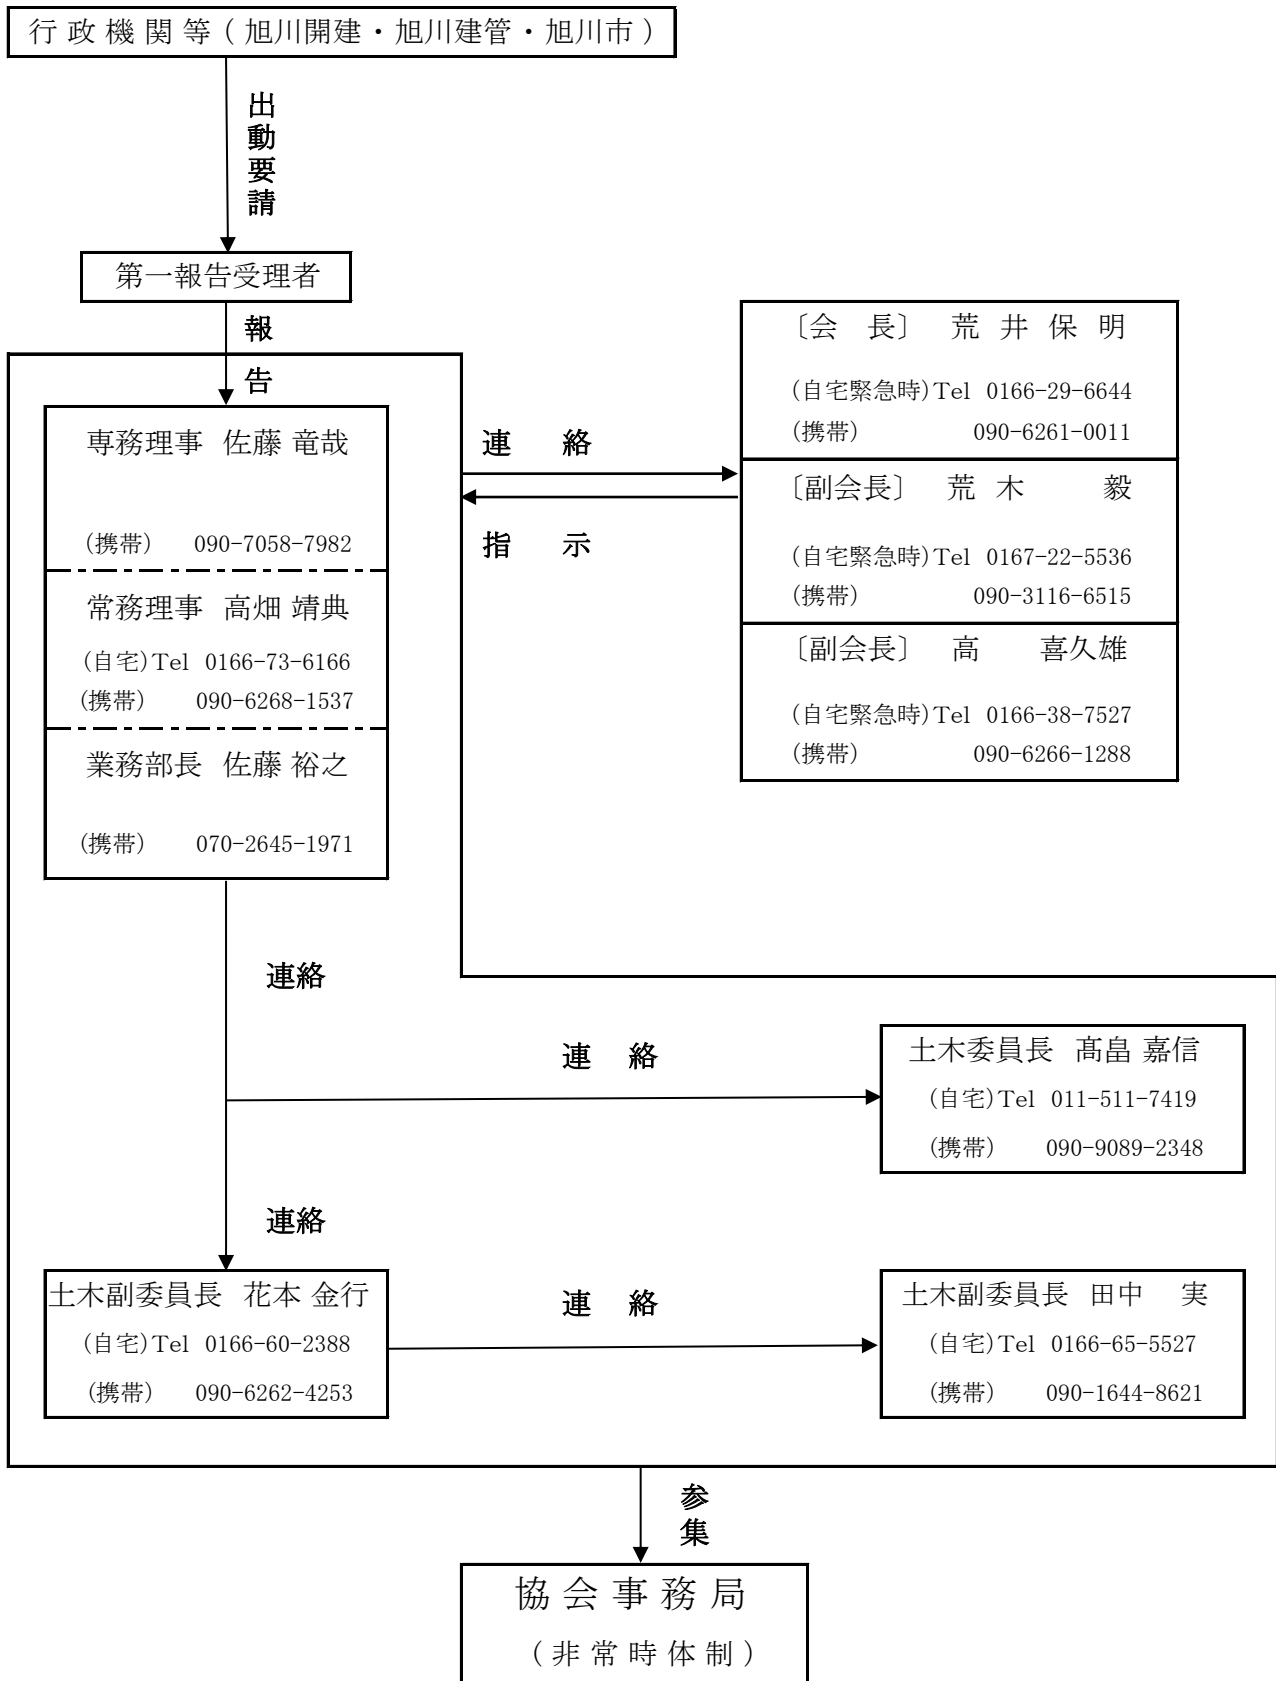 行政機関等（旭川開建・旭川建管・旭川市）
出動要請
第一報告受理者
報告
専務理事 佐藤 竜哉
(携帯) 090-7058-7982
常務理事 高畑 靖典
(自宅)Tel 0166-73-6166
(携帯) 090-6268-1537
業務部長 佐藤 裕之
(携帯) 070-2645-1971
連　絡
指　示
〔会　長〕 荒 井 保 明
(自宅緊急時)Tel 0166-29-6644
(携帯) 090-6261-0011
〔副会長〕 荒 木 　 毅
(自宅緊急時)Tel 0167-22-5536
(携帯) 090-3116-6515
〔副会長〕 高　　喜久雄
(自宅緊急時)Tel 0166-38-7527
(携帯) 090-6266-1288
連絡
連　絡
土木委員長 髙畠 嘉信
(自宅)Tel 011-511-7419
(携帯) 090-9089-2348
連絡
土木副委員長 花本 金行
(自宅)Tel 0166-60-2388
(携帯) 090-6262-4253
連　絡
土木副委員長 田中　実
(自宅)Tel 0166-65-5527
(携帯) 090-1644-8621
参集
協会事務局
（非常時体制）